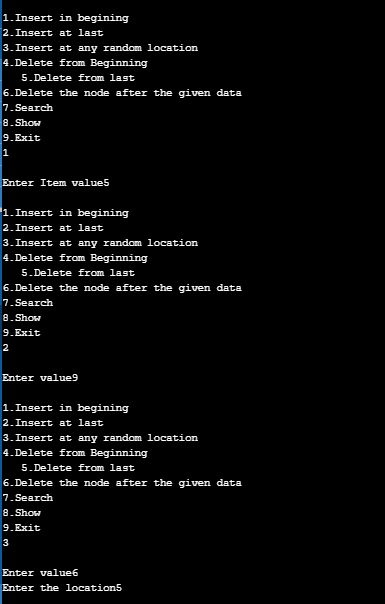 1.Insert in begining
2.Insert at last
3.Insert at any random location
4.Delete from Beginning
5.Delete from last
6.Delete the node after the given data
7.Search
8.Show
9.Exit
1
Enter Item value5
1.Insert in begining
2.Insert at last
3.Insert at any random location
4.Delete from Beginning
5.Delete from last
6.Delete the node after the given data
7.Search
8.Show
9.Exit
2
Enter value9
1.Insert in begining
2.Insert at last
3.Insert at any random location
4.Delete from Beginning
5.Delete from last
6.Delete the node after the given data
7.Search
8.Show
9.Exit
3
Enter value6
Enter the location5